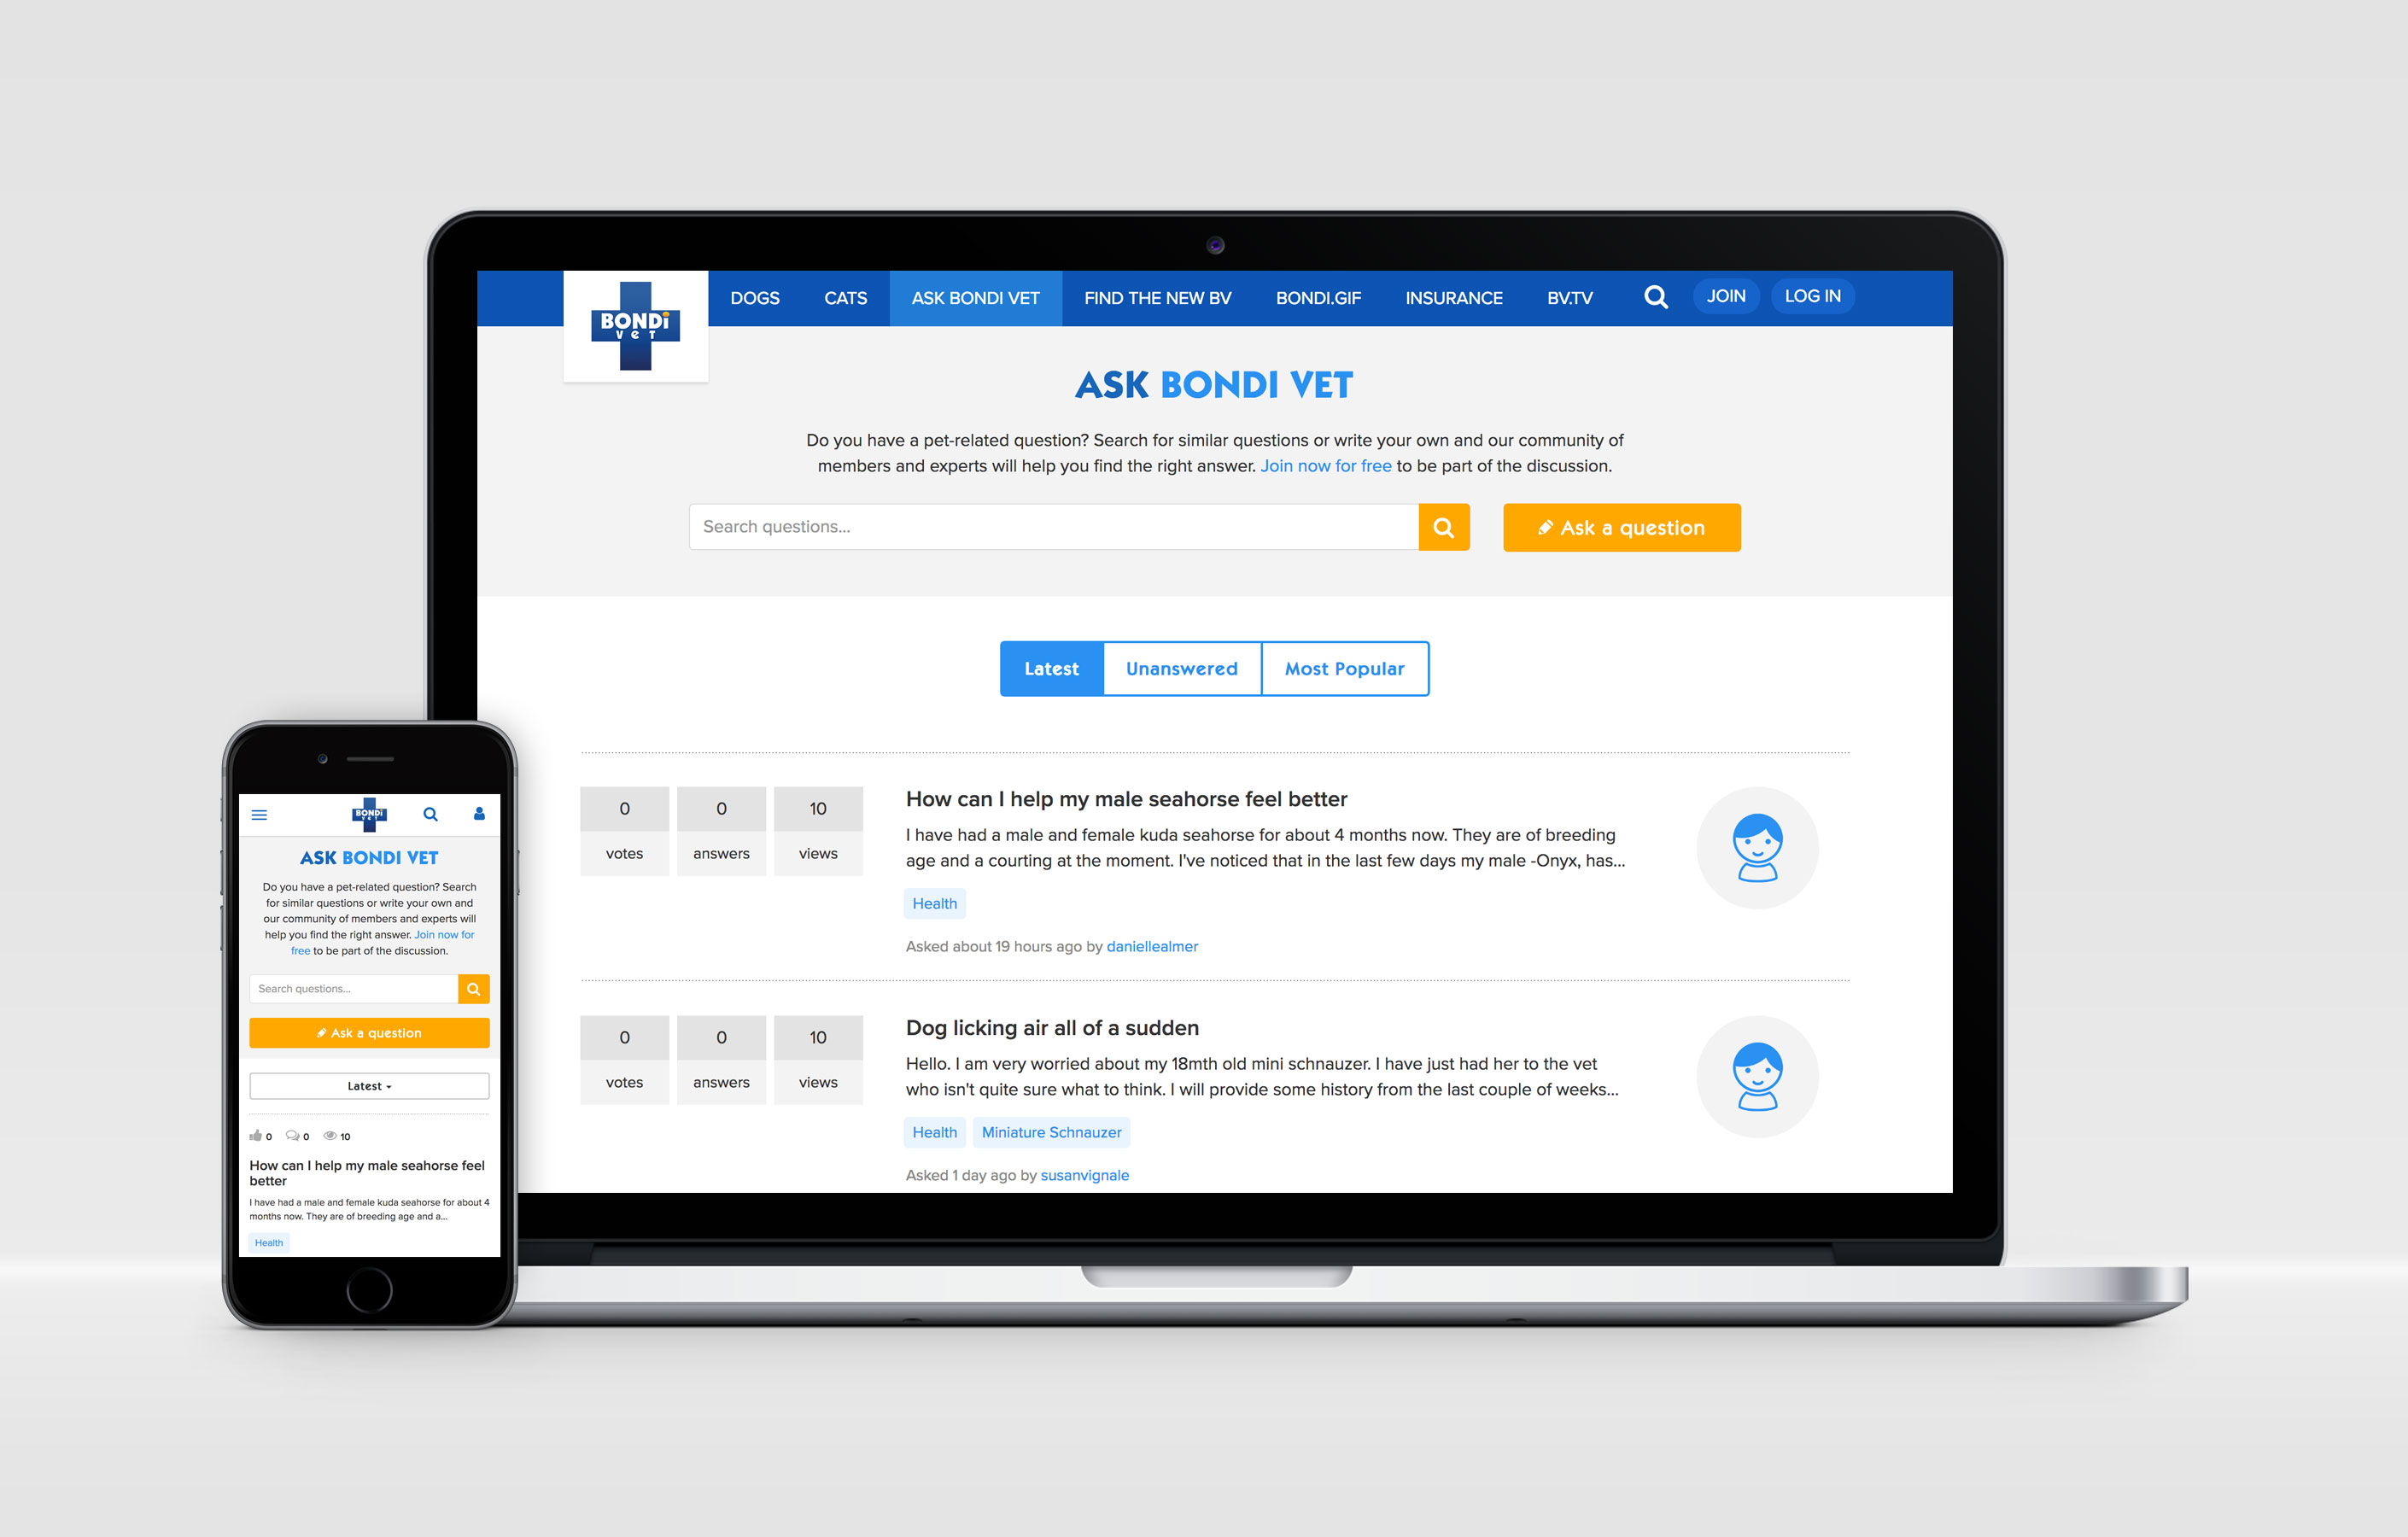 BONDi
vet
DOGS CATS ASK BONDI VET FIND THE NEW BV BONDI.GIF INSURANCE BV.TV JOIN LOG IN
ASK BONDI VET
Do you have a pet-related question? Search for similar questions or write your own and our community of
members and experts will help you find the right answer. Join now for free to be part of the discussion.
Search questions...
Ask a question
Latest Unanswered Most Popular
0 0 10
votes answers views
How can I help my male seahorse feel better
I have had a male and female kuda seahorse for about 4 months now. They are of breeding
age and a courting at the moment. I've noticed that in the last few days my male -Onyx, has...
Health
Asked about 19 hours ago by daniellealmer
0 0 10
votes answers views
Dog licking air all of a sudden
Hello. I am very worried about my 18mth old mini schnauzer. I have just had her to the vet
who isn't quite sure what to think. I will provide some history from the last couple of weeks...
Health Miniature Schnauzer
Asked 1 day ago by susanvignale
BONDi
vet
ASK BONDI VET
Do you have a pet-related question? Search
for similar questions or write your own and
our community of members and experts will
help you find the right answer. Join now for
free to be part of the discussion.
Search questions...
Ask a question
Latest
0 0 10
How can I help my male seahorse feel
better
I have had a male and female kuda seahorse for about 4
months now. They are of breeding age and a...
Health